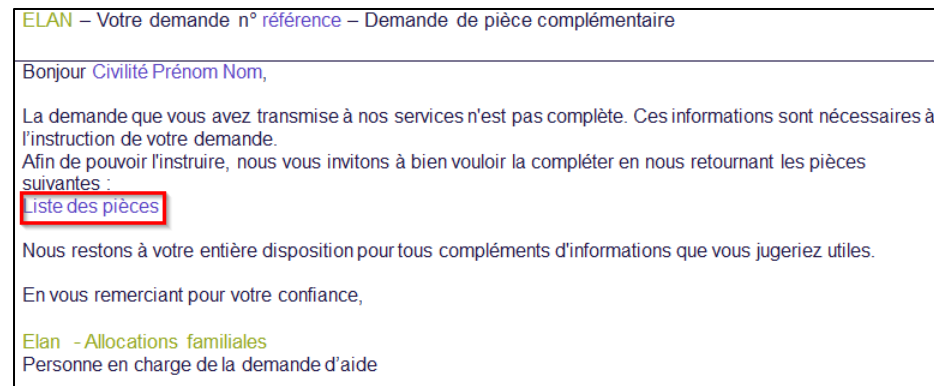 ELAN – Votre demande n° référence – Demande de pièce complémentaire
Bonjour Civilité Prénom Nom,
La demande que vous avez transmise à nos services n'est pas complète. Ces informations sont nécessaires à
l’instruction de votre demande.
Afin de pouvoir l'instruire, nous vous invitons à bien vouloir la compléter en nous retournant les pièces
suivantes :
Liste des pièces
Nous restons à votre entière disposition pour tous compléments d'informations que vous jugeriez utiles.
En vous remerciant pour votre confiance,
Elan - Allocations familiales
Personne en charge de la demande d’aide